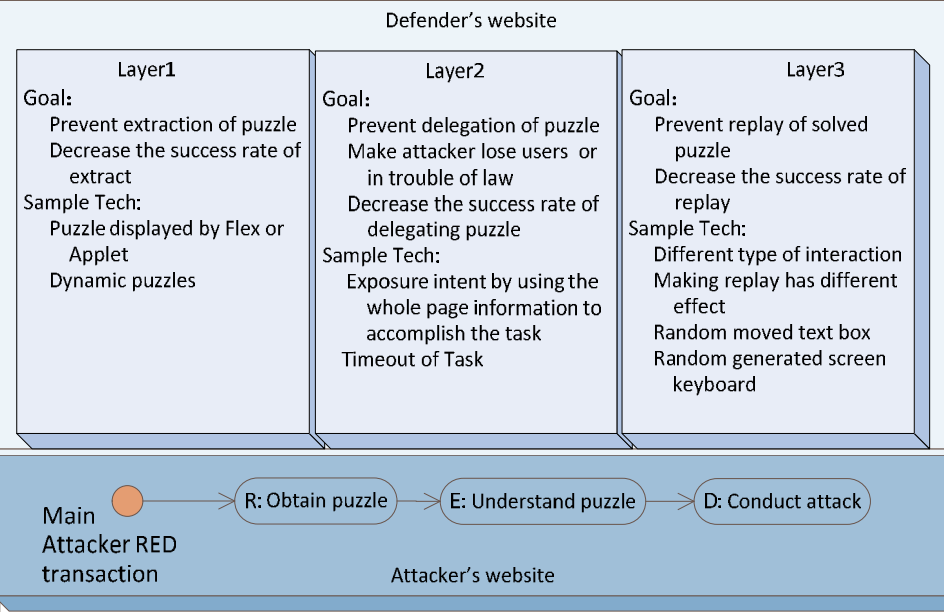 Defender's website
Layer1
Goal:
Prevent extraction of puzzle
Decrease the success rate of
extract
Sample Tech:
Puzzle displayed by Flex or
Applet
Dynamic puzzles
Layer2
Goal:
Prevent delegation of puzzle
Make attacker lose users or
in trouble of law
Decrease the success rate of
delegating puzzle
Sample Tech:
Exposure intent by using the
whole page information to
accomplish the task
Timeout of Task
Layer3
Goal:
Prevent replay of solved
puzzle
Decrease the success rate of
replay
Sample Tech:
Different type of interaction
Making replay has different
effect
Random moved text box
Random generated screen
keyboard
Main
Attacker RED
transaction
R: Obtain puzzle
E: Understand puzzle
D: Conduct attack
Attacker's website